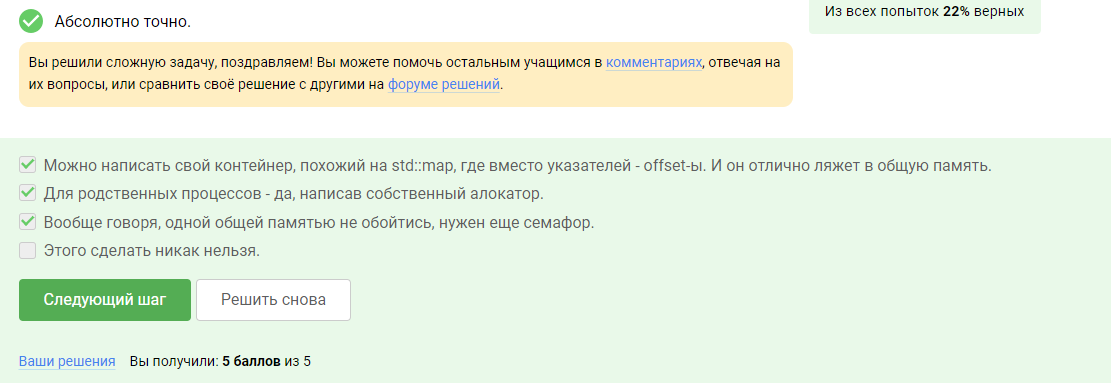 Абсолютно точно.
Из всех попыток 22% верных
Вы решили сложную задачу, поздравляем! Вы можете помочь остальным учащимся в комментариях, отвечая на
их вопросы, или сравнить своё решение с другими на форуме решений.
Можно написать свой контейнер, похожий на std::map, где вместо указателей - offset-ы. И он отлично ляжет в общую память.
Для родственных процессов - да, написав собственный алокатор.
Вообще говоря, одной общей памятью не обойтись, нужен еще семафор.
Этого сделать никак нельзя.
Следующий шаг
Решить снова
Ваши решения Вы получили: 5 баллов из 5